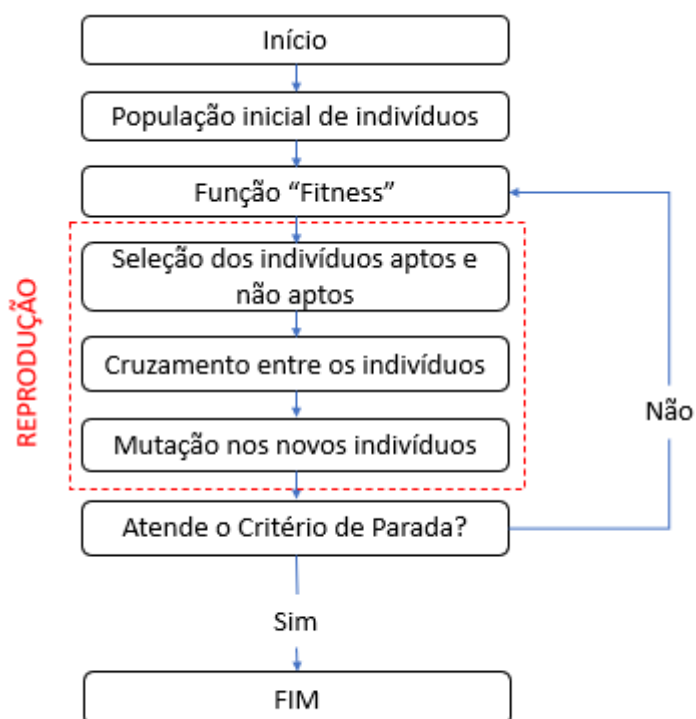 Início
População inicial de indivíduos
Função “Fitness”
REPRODUÇÃO
Seleção dos indivíduos aptos e
não aptos
Cruzamento entre os indivíduos
Mutação nos novos indivíduos
Não
Atende o Critério de Parada?
Sim
FIM